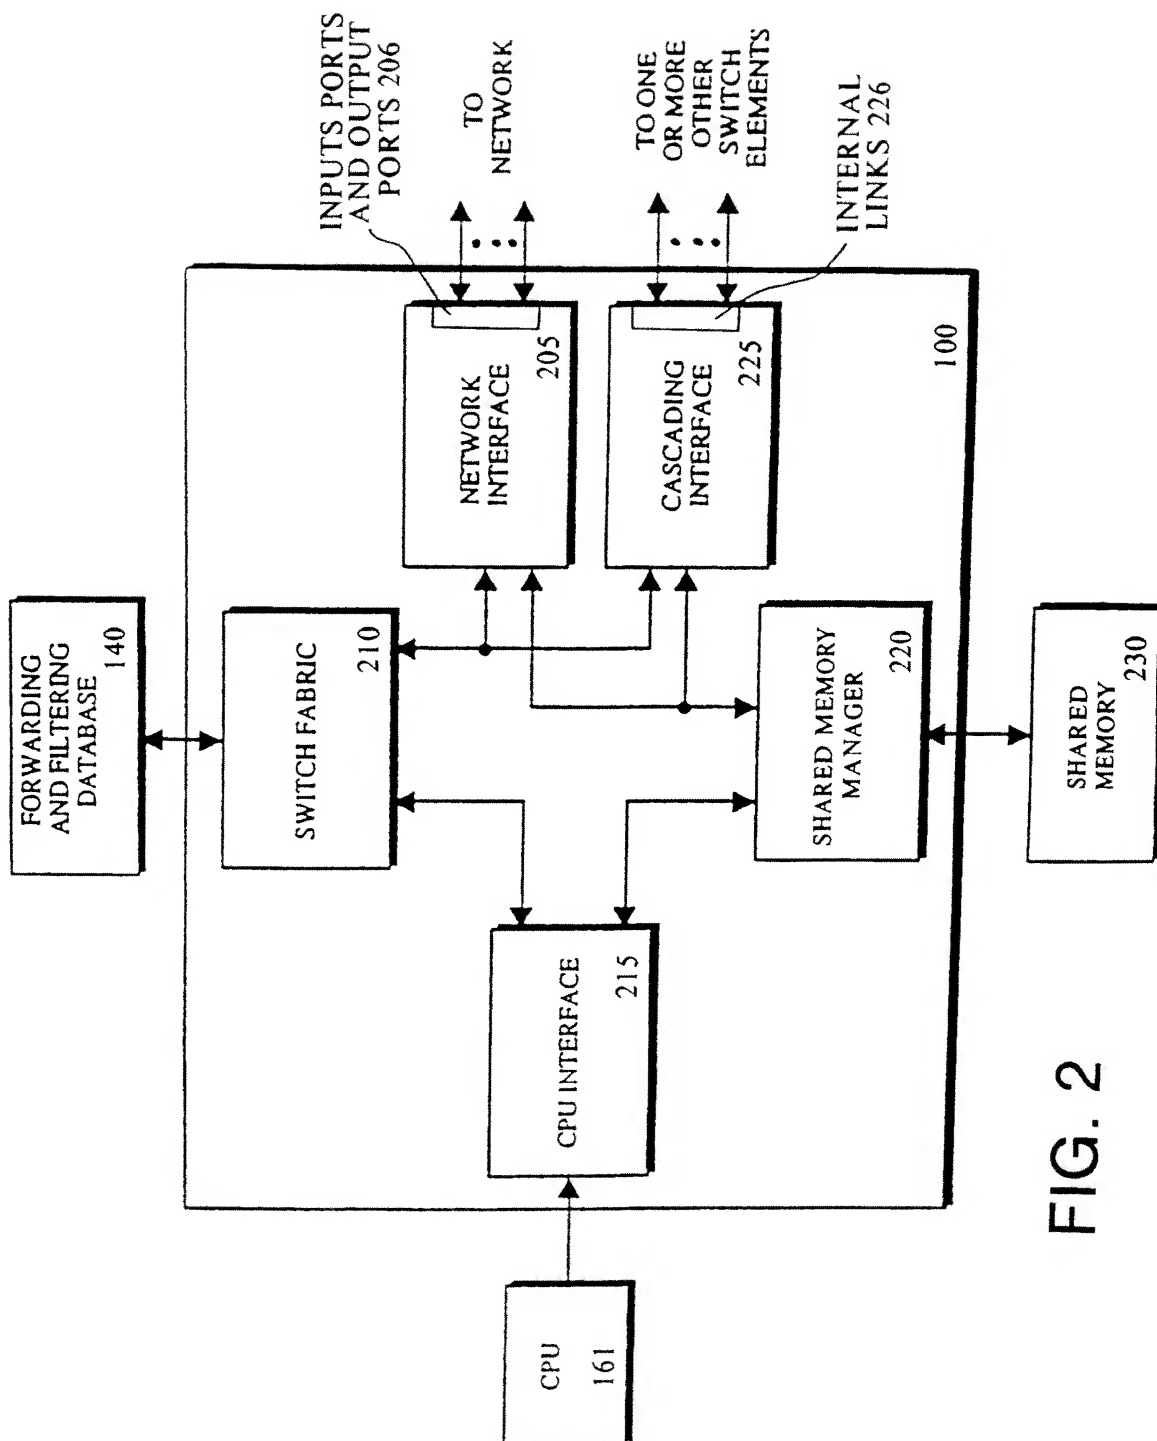 FORWARDING
AND FILTERING
DATABASE
140
INPUTS PORTS
AND OUTPUT
PORTS 206
SWITCH FABRIC
210
NETWORK
INTERFACE
205
TO
NETWORK
CPU
161
CPU INTERFACE
215
CASCADING
INTERFACE
225
TO ONE
OR MORE
OTHER
SWITCH
ELEMENTS
SHARED MEMORY
MANAGER
220
INTERNAL
LINKS 226
100
SHARED
MEMORY
230
FIG. 2